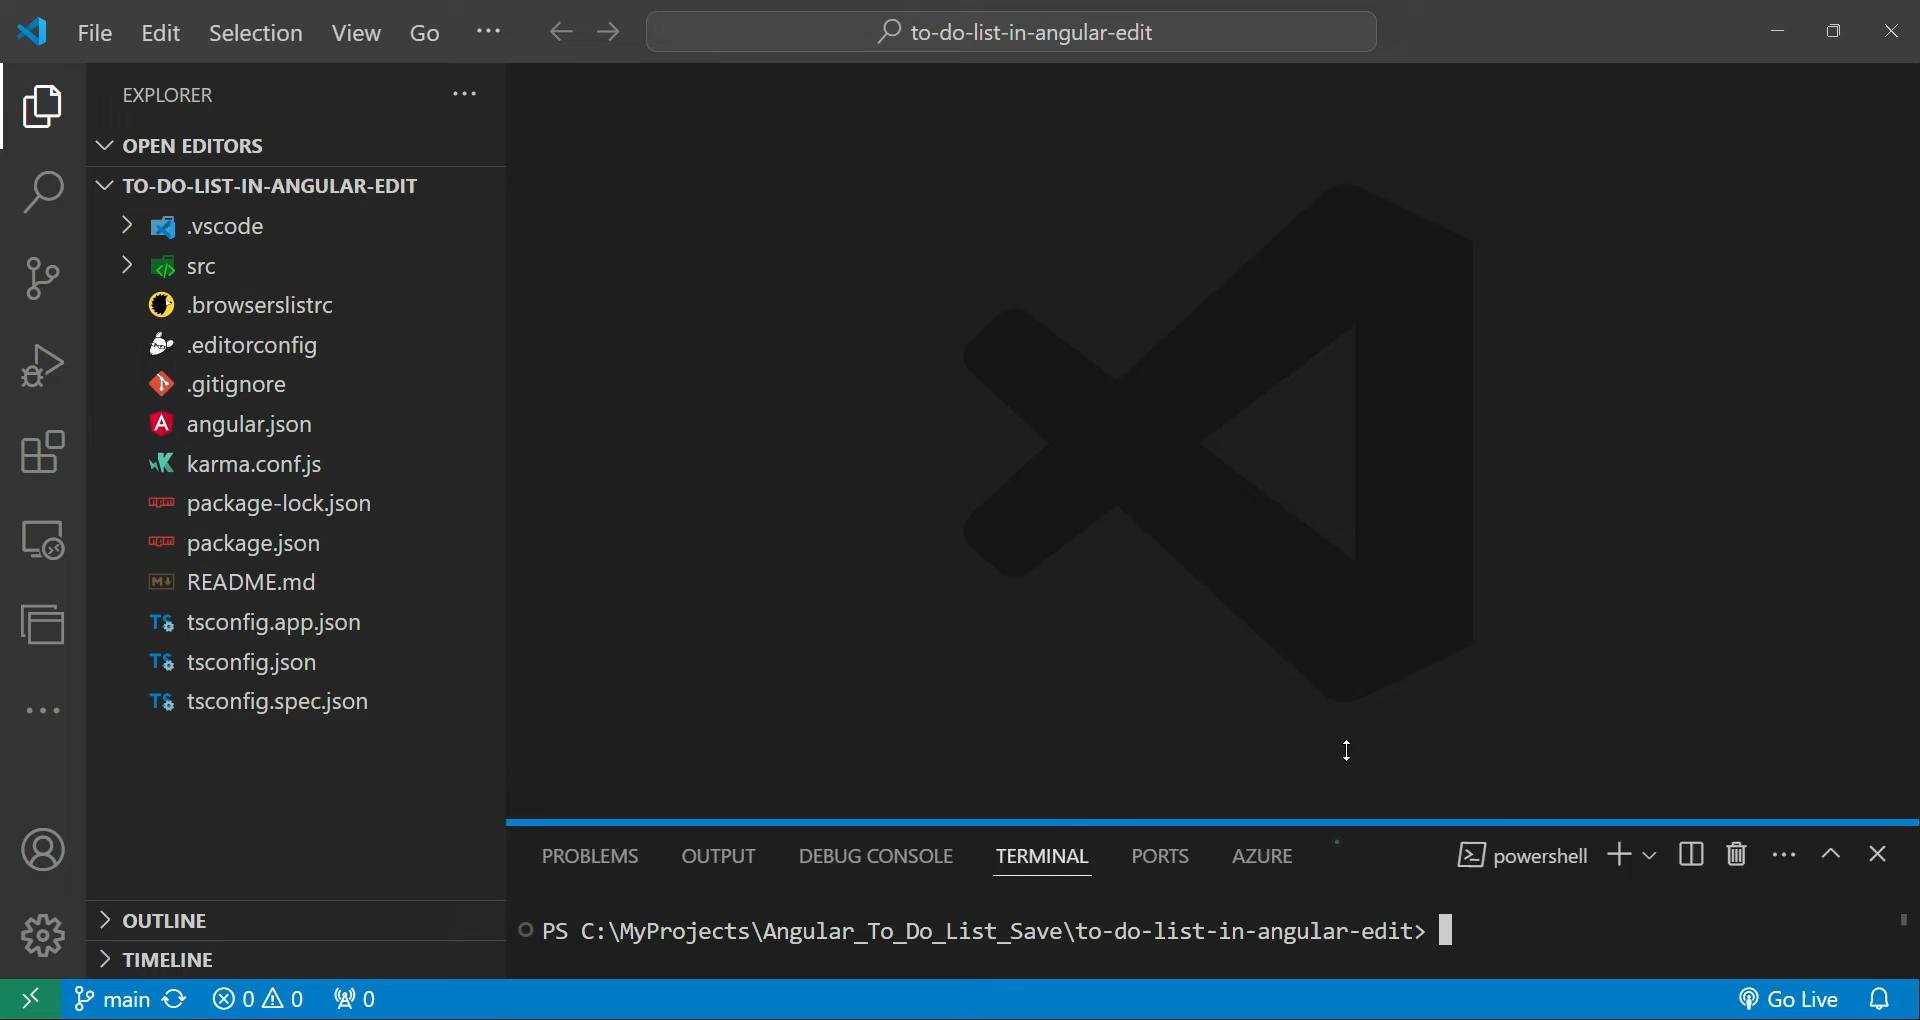 File Edit Selection View Go ···
to-do-list-in-angular-edit
EXPLORER ···
OPEN EDITORS
TO-DO-LIST-IN-ANGULAR-EDIT
.vscode
src
.browserslistrc
.editorconfig
.gitignore
angular.json
karma.conf.js
package-lock.json
package.json
README.md
tsconfig.app.json
tsconfig.json
tsconfig.spec.json
OUTLINE
TIMELINE
PROBLEMS OUTPUT DEBUG CONSOLE TERMINAL PORTS AZURE powershell
PS C:\MyProjects\Angular_To_Do_List_Save\to-do-list-in-angular-edit>
main 0 0 0 Go Live